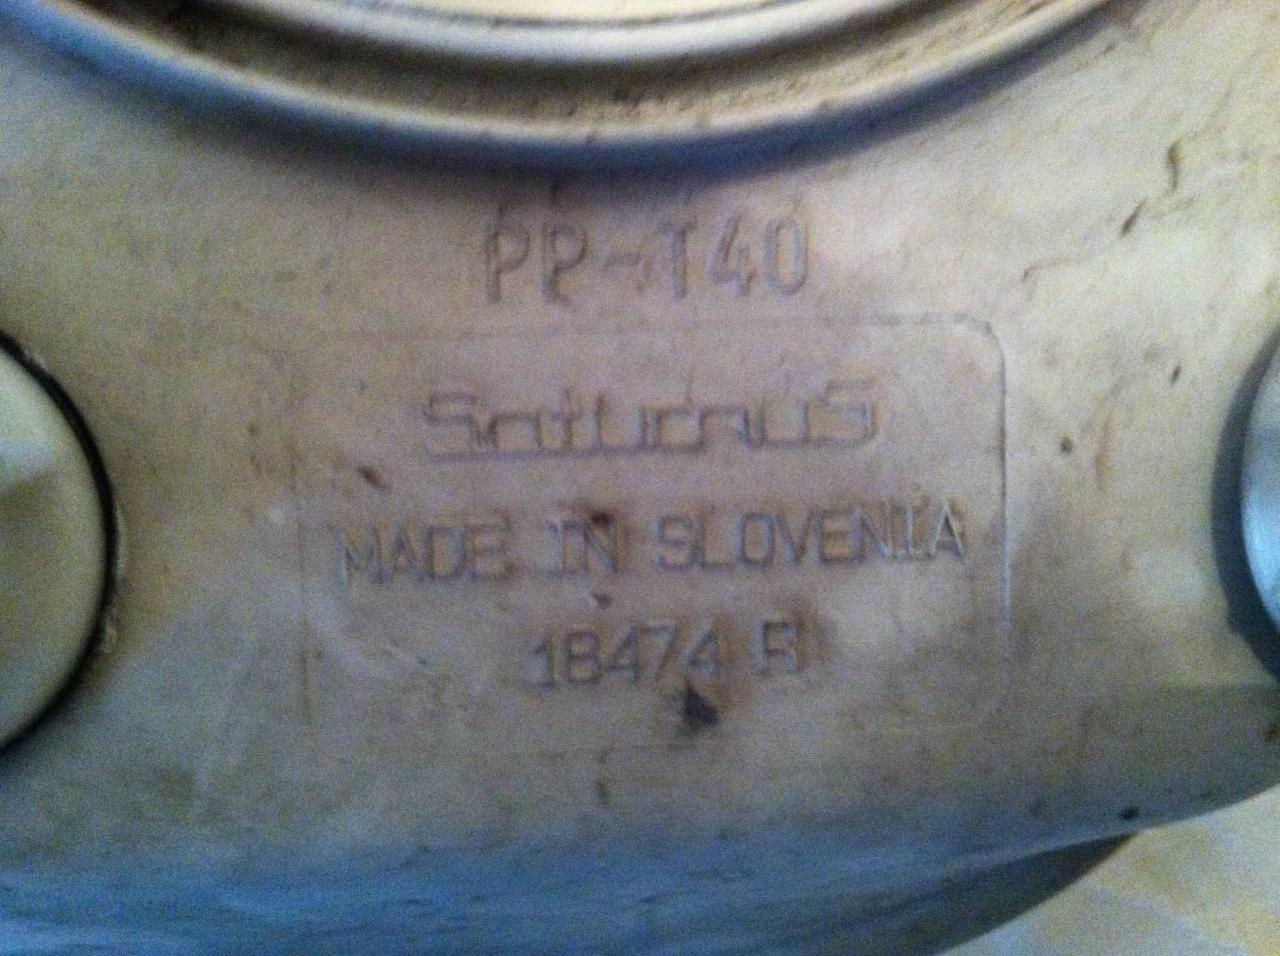 PP-T40
Saturnus
MADE IN SLOVENIA
18474 R